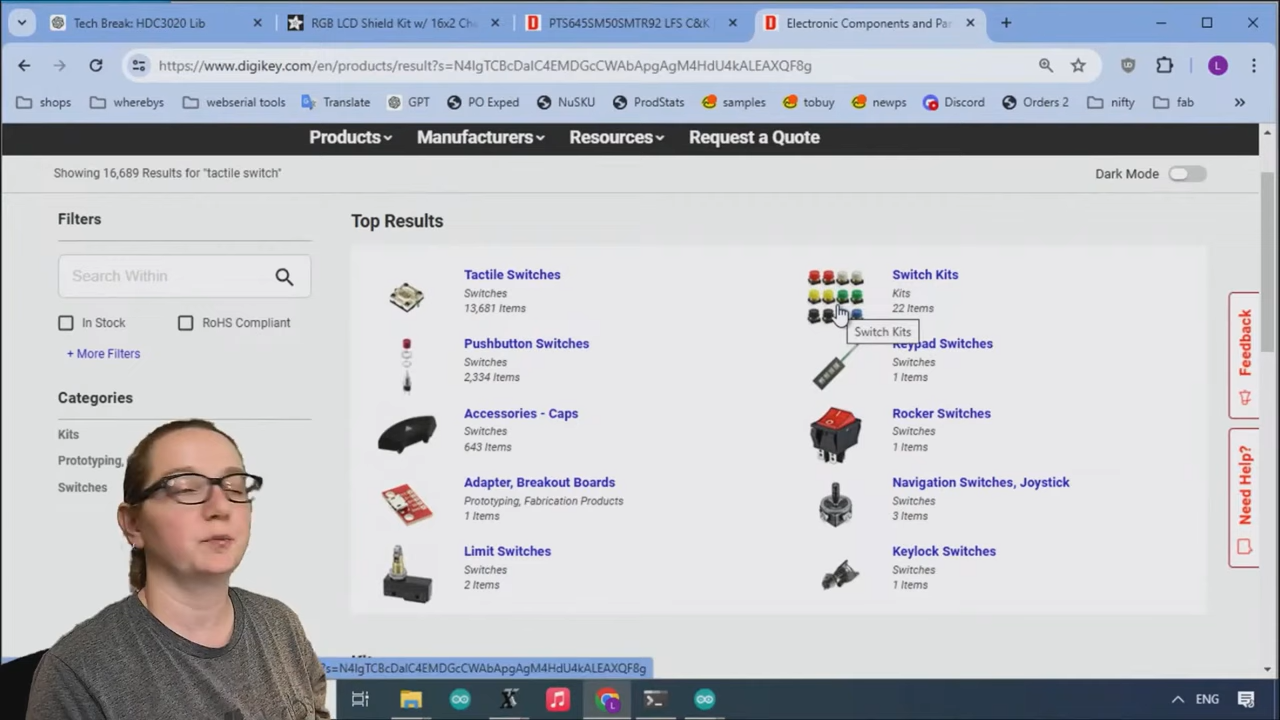 Tech Break: HDC3020 Lib
RGB LCD Shield Kit w/ 16x2 Cha
PTS645SM50SMTR92 LFS C&K
Electronic Components and Par
https://www.digikey.com/en/products/result?s=N4IgTCBcDaIC4EMDGcCWAbApgAgM4HdU4kALEAXQF8g
shops
wherebys
webserial tools
Translate
GPT
PO Exped
NuSKU
ProdStats
samples
tobuy
newps
Discord
Orders 2
nifty
fab
Products
Manufacturers
Resources
Request a Quote
Showing 16,689 Results for "tactile switch"
Dark Mode
Filters
Search Within
In Stock
RoHS Compliant
+ More Filters
Categories
Kits
Prototyping,
Switches
Top Results
Tactile Switches
Switches
13,681 Items
Switch Kits
Kits
22 Items
Switch Kits
Pushbutton Switches
Switches
2,334 Items
Keypad Switches
Switches
1 Items
Accessories - Caps
Switches
643 Items
Rocker Switches
Switches
1 Items
Adapter, Breakout Boards
Prototyping, Fabrication Products
1 Items
Navigation Switches, Joystick
Switches
3 Items
Limit Switches
Switches
2 Items
Keylock Switches
Switches
1 Items
Feedback
Need Help?
?s=N4IgTCBcDaIC4EMDGcCWAbApgAgM4HdU4kALEAXQF8g
ENG